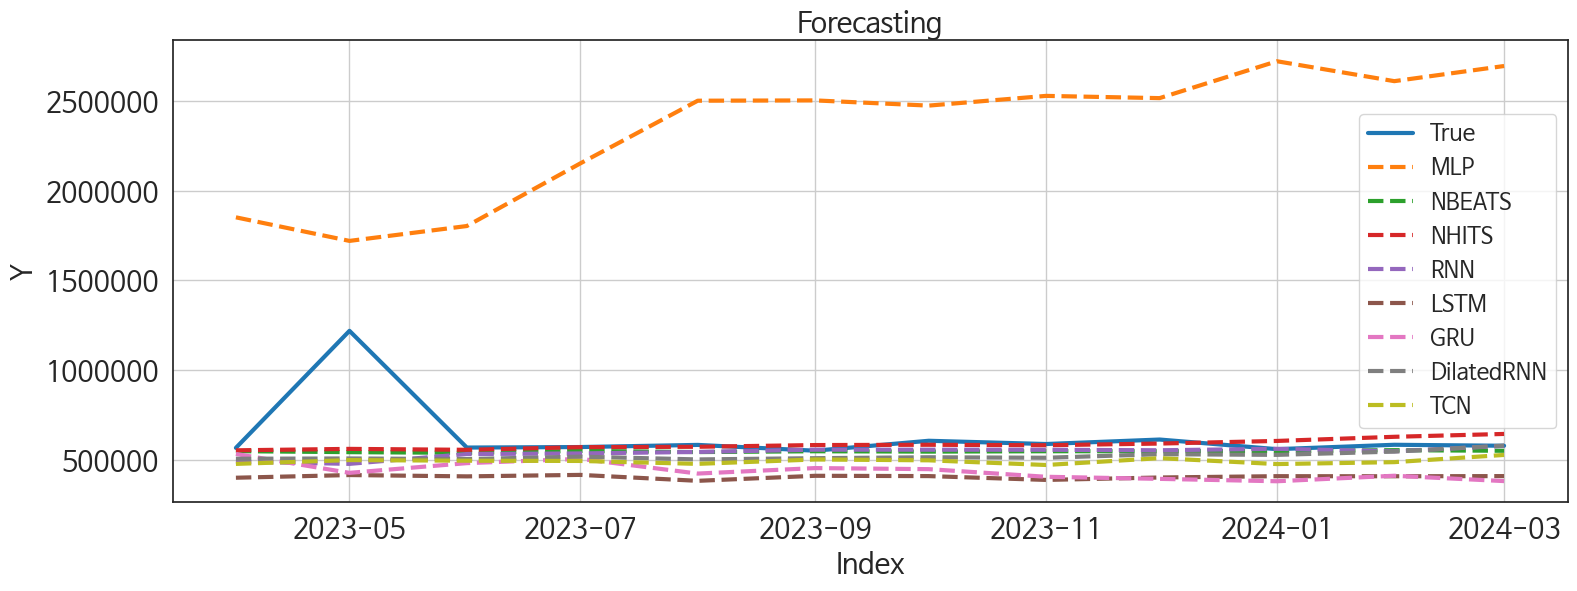 Forecasting
Y
2500000
2000000
1500000
1000000
500000
True
MLP
NBEATS
NHITS
RNN
LSTM
GRU
DilatedRNN
TCN
2023-05
2023-07
2023-09
2023-11
2024-01
2024-03
Index